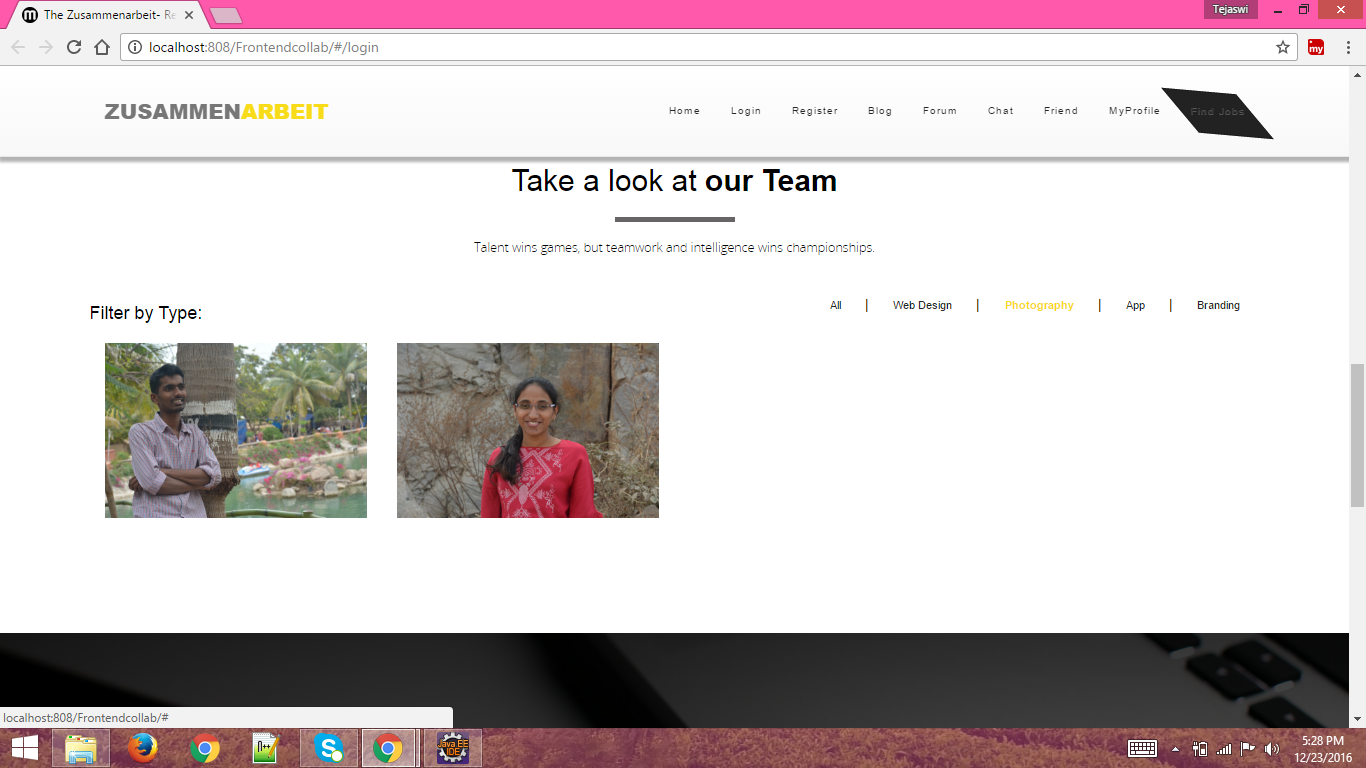 The Zusammenarbeit- Re
Tejaswi
localhost:808/Frontendcollab/#/login
my
ZUSAMMENARBEIT
Home Login Register Blog Forum Chat Friend MyProfile Find Jobs
Take a look at our Team
Talent wins games, but teamwork and intelligence wins championships.
Filter by Type:
All | Web Design | Photography | App | Branding
localhost:808/Frontendcollab/#
Java EE
IDE
5:28 PM
12/23/2016